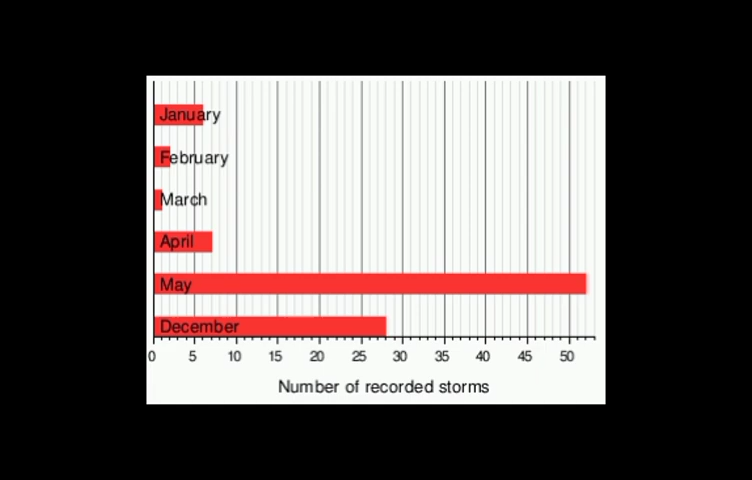 January
February
March
April
May
December
0 5 10 15 20 25 30 35 40 45 50
Number of recorded storms